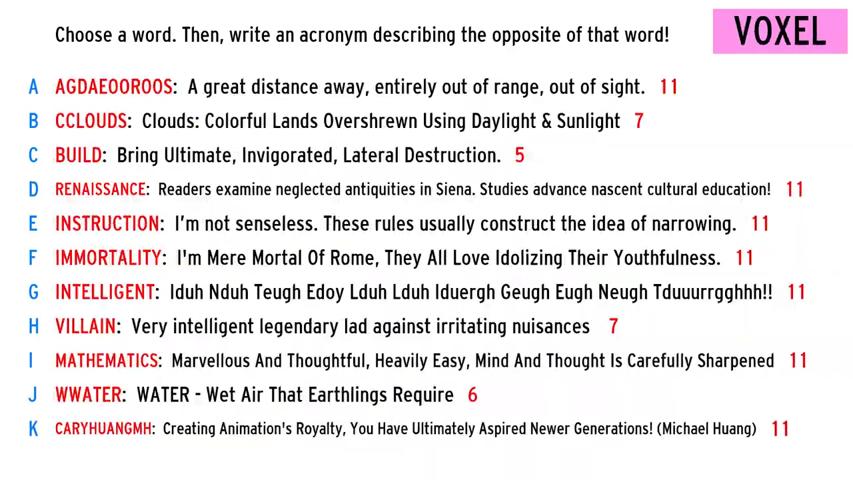 Choose a word. Then, write an acronym describing the opposite of that word!
VOXEL
A AGDAEOOROOS: A great distance away, entirely out of range, out of sight. 11
B CCLOUDS: Clouds: Colorful Lands Overshrewn Using Daylight & Sunlight 7
C BUILD: Bring Ultimate, Invigorated, Lateral Destruction. 5
D RENAISSANCE: Readers examine neglected antiquities in Siena. Studies advance nascent cultural education! 11
E INSTRUCTION: I'm not senseless. These rules usually construct the idea of narrowing. 11
F IMMORTALITY: I'm Mere Mortal Of Rome, They All Love Idolizing Their Youthfulness. 11
G INTELLIGENT: Iduh Nduh Teugh Edoy Lduh Lduh Iduergh Geugh Eugh Neugh Tduuurrgghhh!! 11
H VILLAIN: Very intelligent legendary lad against irritating nuisances 7
I MATHEMATICS: Marvellous And Thoughtful, Heavily Easy, Mind And Thought Is Carefully Sharpened 11
J WWATER: WATER - Wet Air That Earthlings Require 6
K CARYHUANGMH: Creating Animation's Royalty, You Have Ultimately Aspired Newer Generations! (Michael Huang) 11